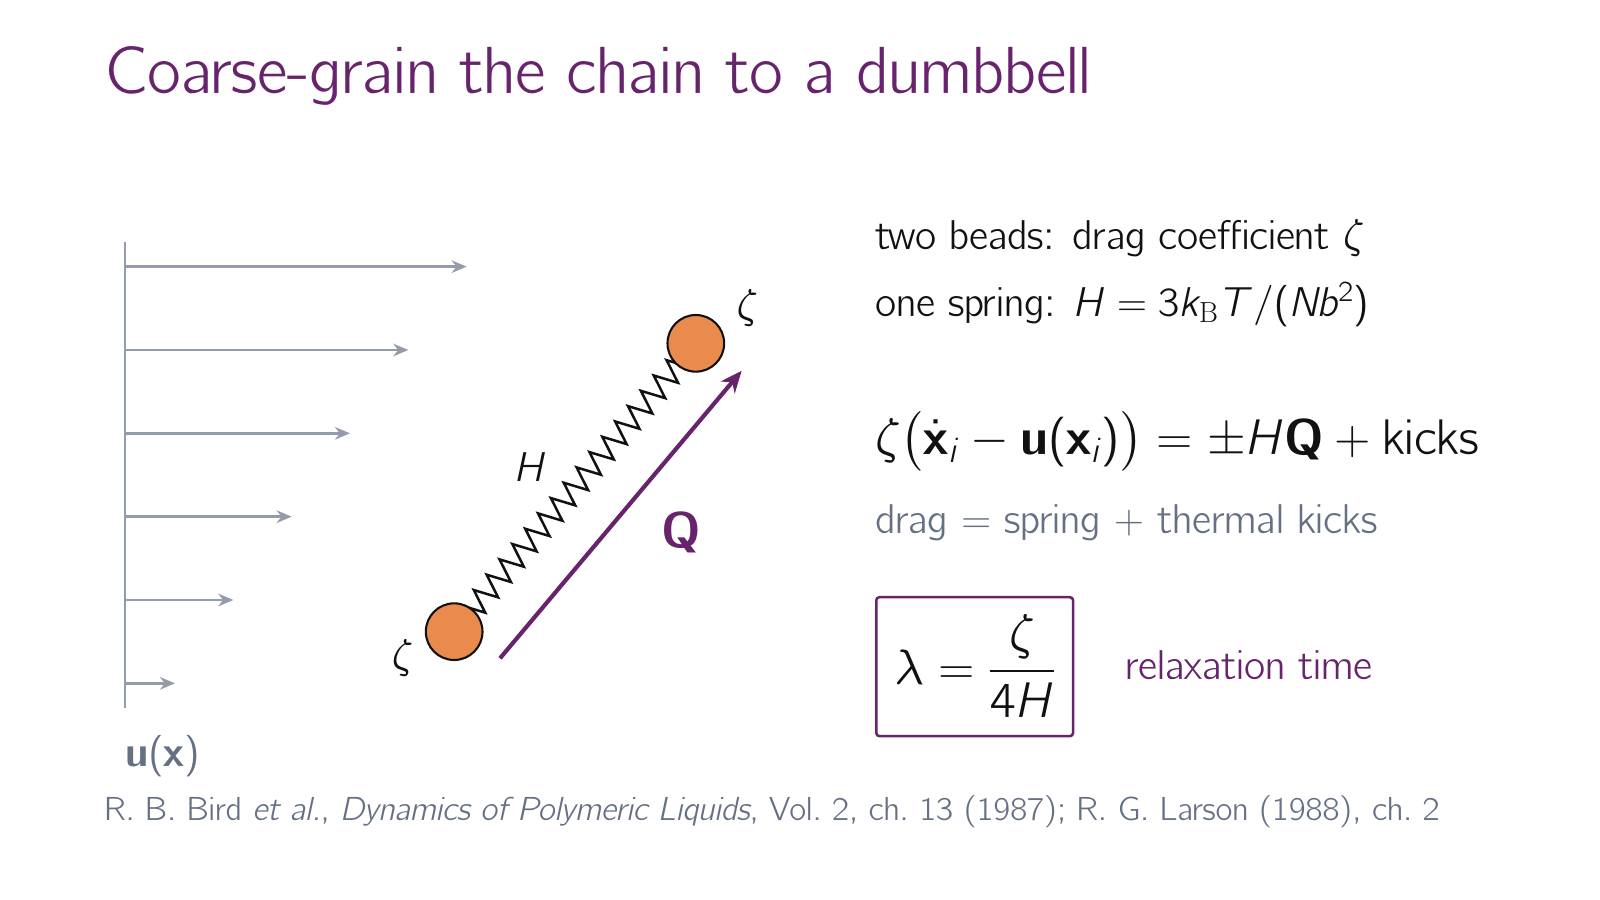 Coarse-grain the chain to a dumbbell
ζ
H
Q
ζ
u(x)
two beads: drag coefficient ζ
one spring: H = 3k_BT/(Nb²)
ζ(ẋ_i − u(x_i)) = ±HQ + kicks
drag = spring + thermal kicks
λ = ζ/4H
relaxation time
R. B. Bird et al., Dynamics of Polymeric Liquids, Vol. 2, ch. 13 (1987); R. G. Larson (1988), ch. 2